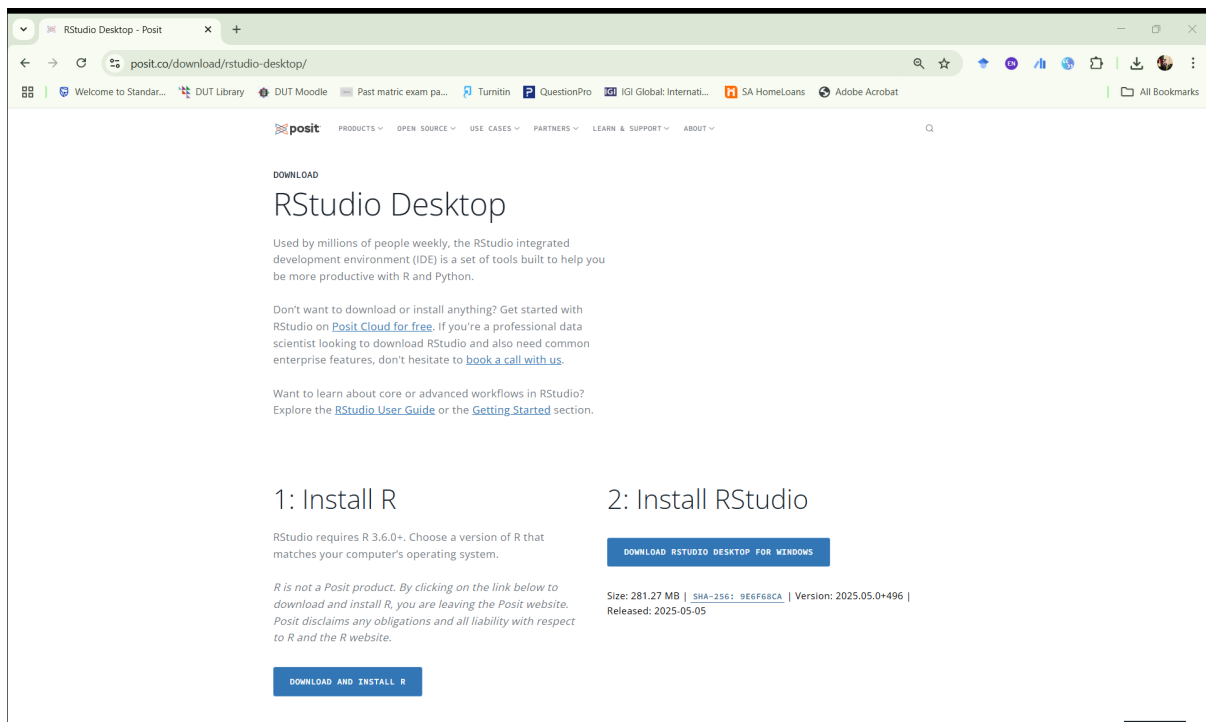 RStudio Desktop - Posit
posit.co/download/rstudio-desktop/
EN
Welcome to Standar... DUT Library DUT Moodle Past matric exam pa... Turnitin QuestionPro IGI Global: Internati... SA HomeLoans Adobe Acrobat All Bookmarks
posit PRODUCTS OPEN SOURCE USE CASES PARTNERS LEARN & SUPPORT ABOUT
DOWNLOAD
RStudio Desktop
Used by millions of people weekly, the RStudio integrated
development environment (IDE) is a set of tools built to help you
be more productive with R and Python.
Don't want to download or install anything? Get started with
RStudio on Posit Cloud for free. If you're a professional data
scientist looking to download RStudio and also need common
enterprise features, don't hesitate to book a call with us.
Want to learn about core or advanced workflows in RStudio?
Explore the RStudio User Guide or the Getting Started section.
1: Install R
RStudio requires R 3.6.0+. Choose a version of R that
matches your computer's operating system.
R is not a Posit product. By clicking on the link below to
download and install R, you are leaving the Posit website.
Posit disclaims any obligations and all liability with respect
to R and the R website.
DOWNLOAD AND INSTALL R
2: Install RStudio
DOWNLOAD RSTUDIO DESKTOP FOR WINDOWS
Size: 281.27 MB | SHA-256: 9E6F68CA | Version: 2025.05.0+496 |
Released: 2025-05-05